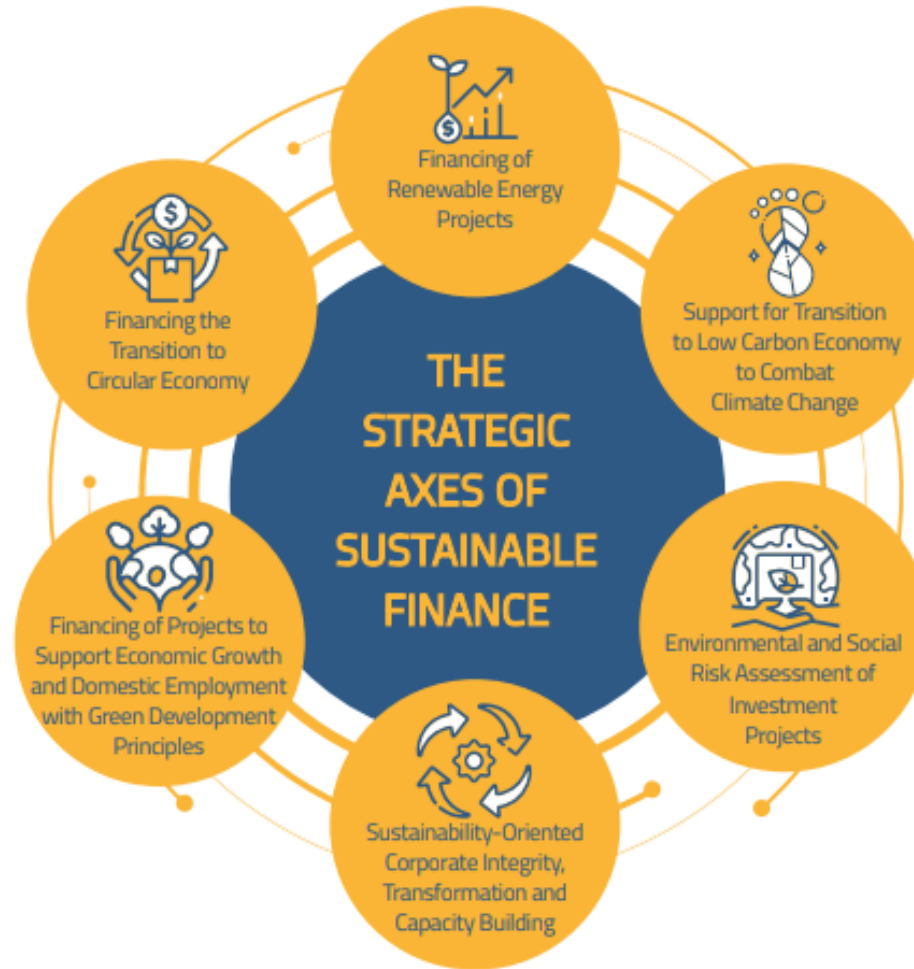 THE
STRATEGIC
AXES OF
SUSTAINABLE
FINANCE
$
Financing of
Renewable Energy
Projects
Support for Transition
to Low Carbon Economy
to Combat
Climate Change
Environmental and Social
Risk Assessment of
Investment
Projects
Sustainability-Oriented
Corporate Integrity,
Transformation and
Capacity Building
Financing of Projects to
Support Economic Growth
and Domestic Employment
with Green Development
Principles
$
Financing the
Transition to
Circular Economy